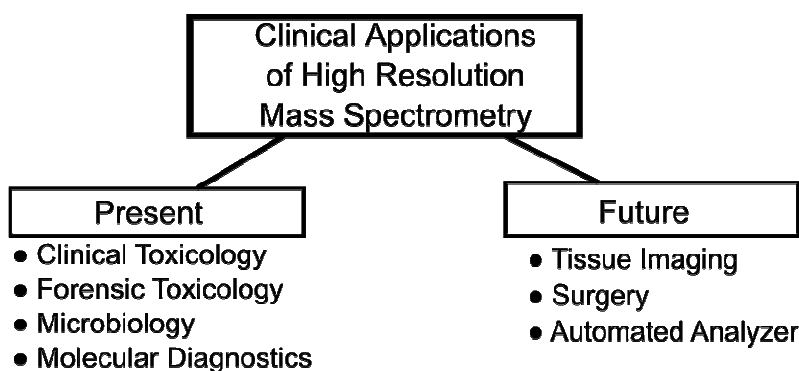 Clinical Applications
of High Resolution
Mass Spectrometry
Present
● Clinical Toxicology
● Forensic Toxicology
● Microbiology
● Molecular Diagnostics
Future
● Tissue Imaging
● Surgery
● Automated Analyzer